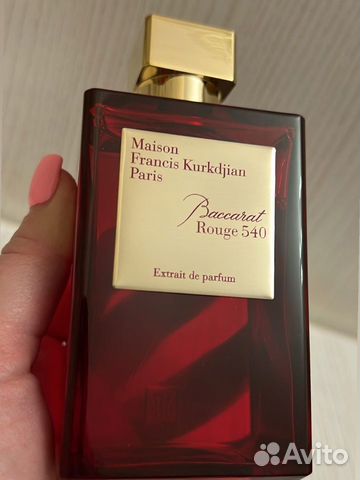 Maison
Francis Kurkdjian
Paris
Baccarat
Rouge 540
Extrait de parfum
Avito